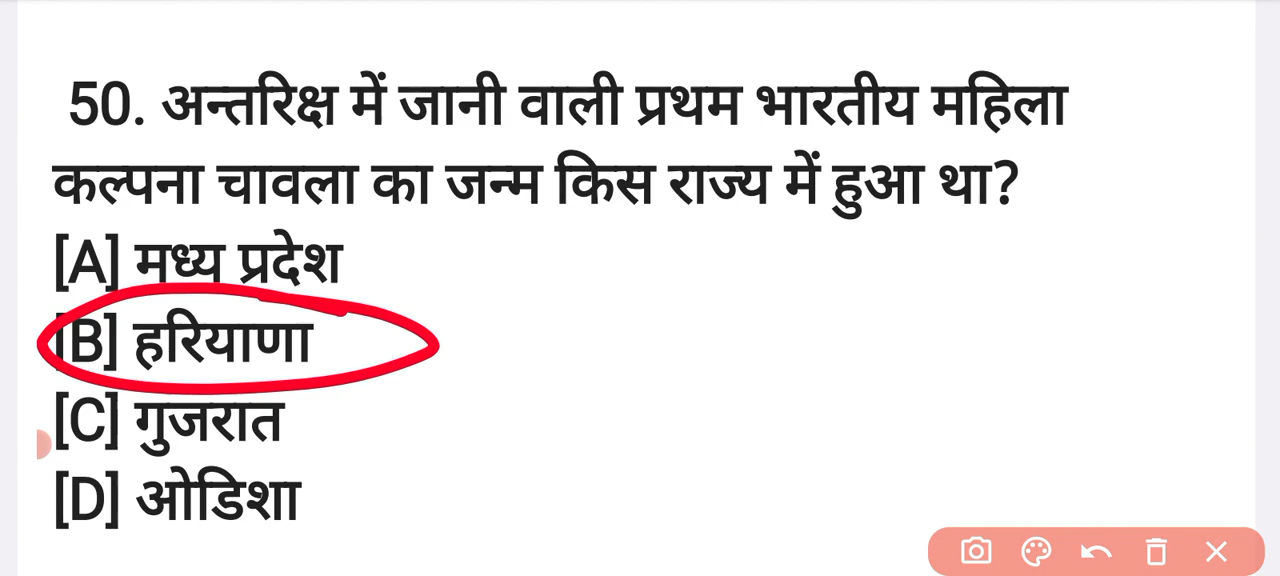 50. अन्तरिक्ष में जानी वाली प्रथम भारतीय महिला
कल्पना चावला का जन्म किस राज्य में हुआ था?
[A] मध्य प्रदेश
[B] हरियाणा
[C] गुजरात
[D] ओडिशा